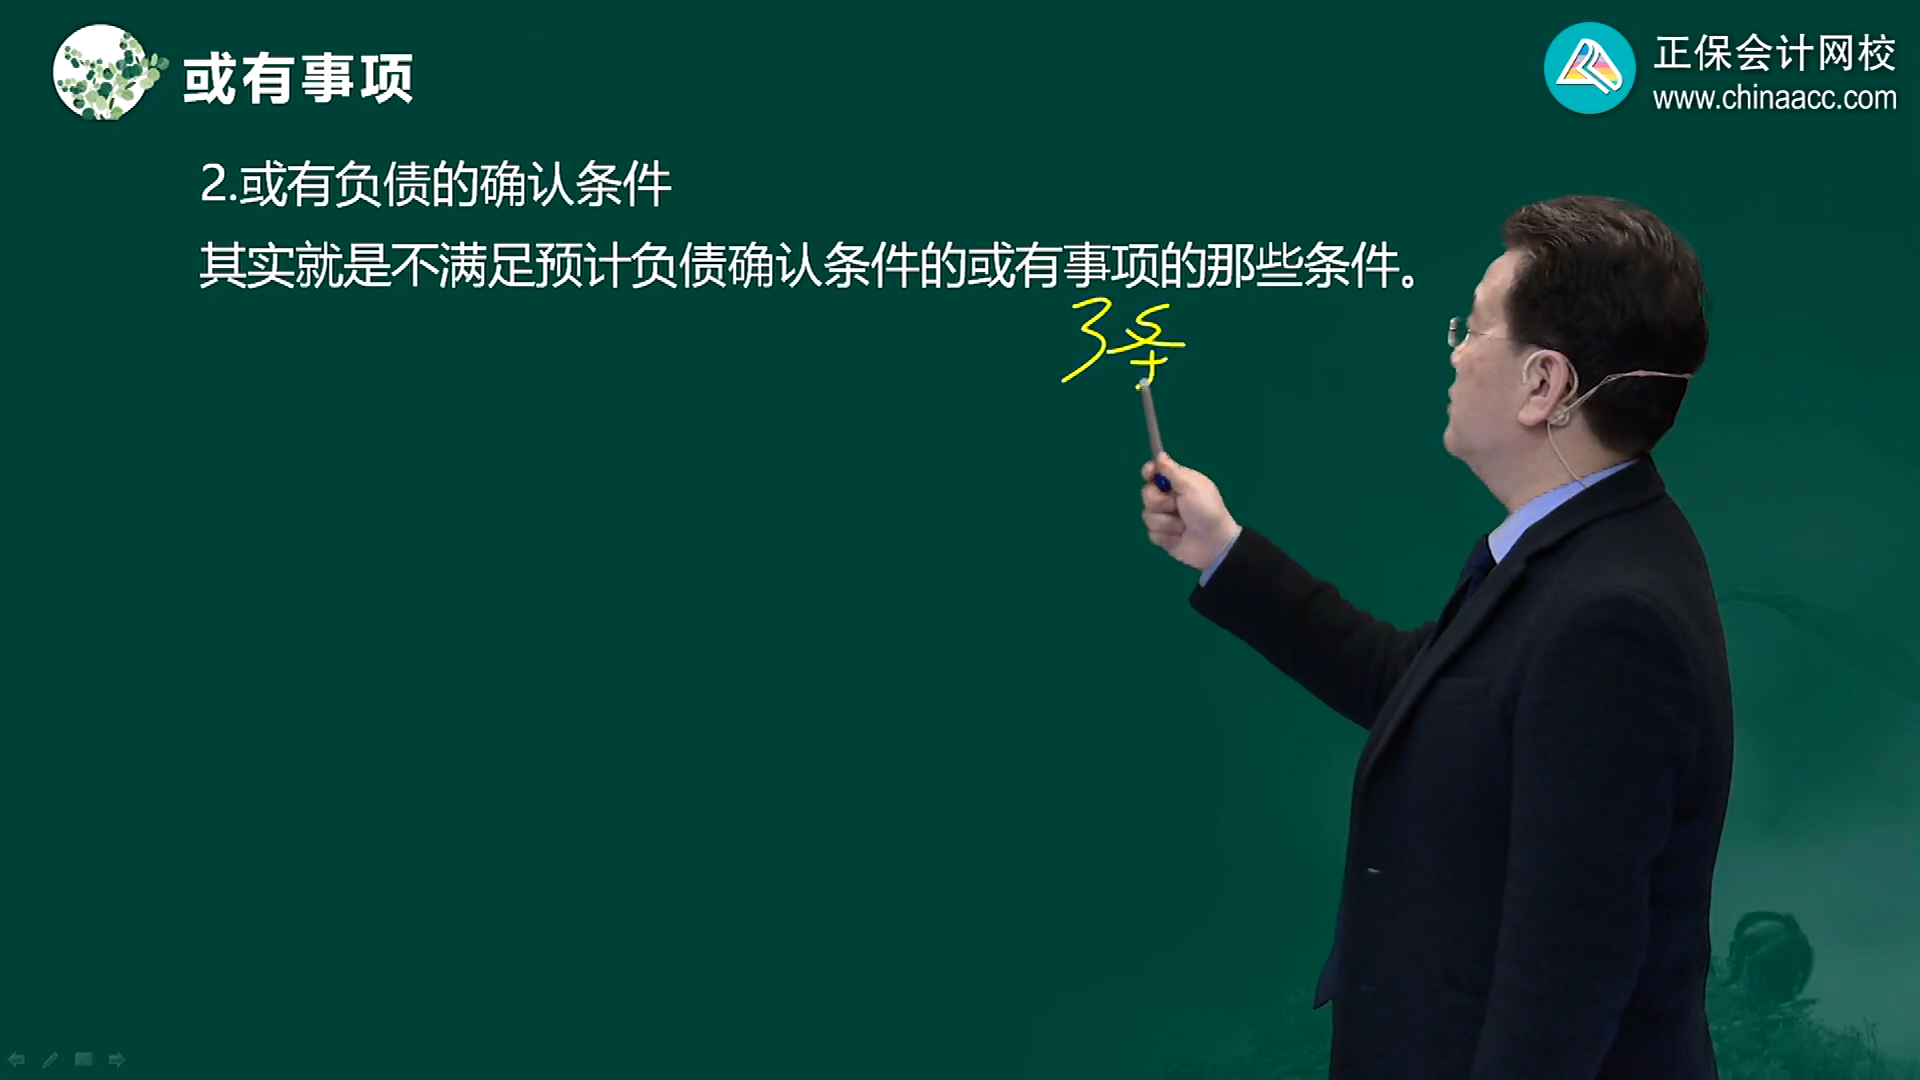 或有事项
正保会计网校
www.chinaacc.com
2.或有负债的确认条件
其实就是不满足预计负债确认条件的或有事项的那些条件。
3条